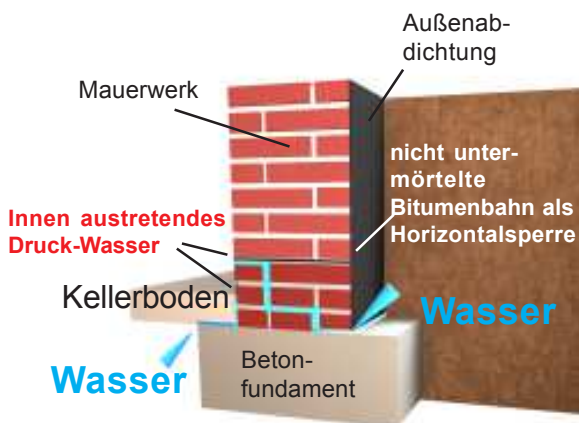 Außenab-
dichtung
Mauerwerk
nicht unter-
mörtelte
Bitumenbahn als
Horizontalsperre
Innen austretendes
Druck-Wasser
Kellerboden
Wasser
Wasser
Beton-
fundament